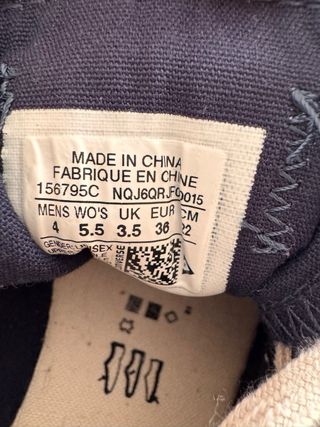 MADE IN CHINA
FABRIQUE EN CHINE
156795C NQJ6QRJFO0015
MENS WO'S UK EUR CM
4 5.5 3.5 36 22